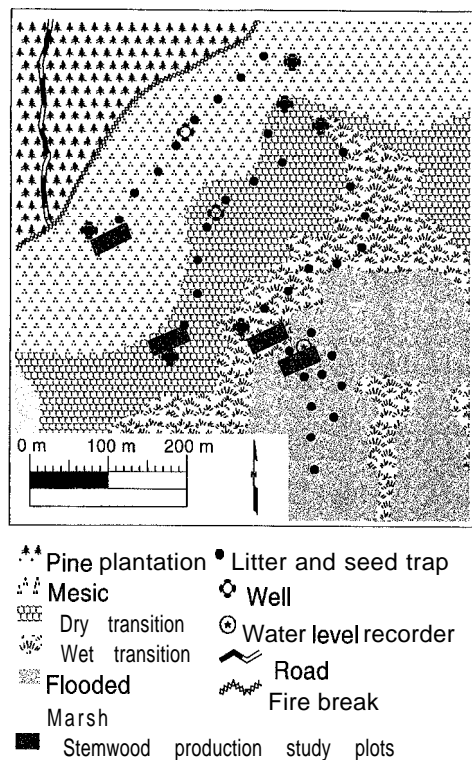 0 m 100 m 200 m
Pine plantation
Litter and seed trap
Mesic
Well
Dry transition
Water level recorder
Wet transition
Road
Flooded
Fire break
Marsh
Stemwood production study plots